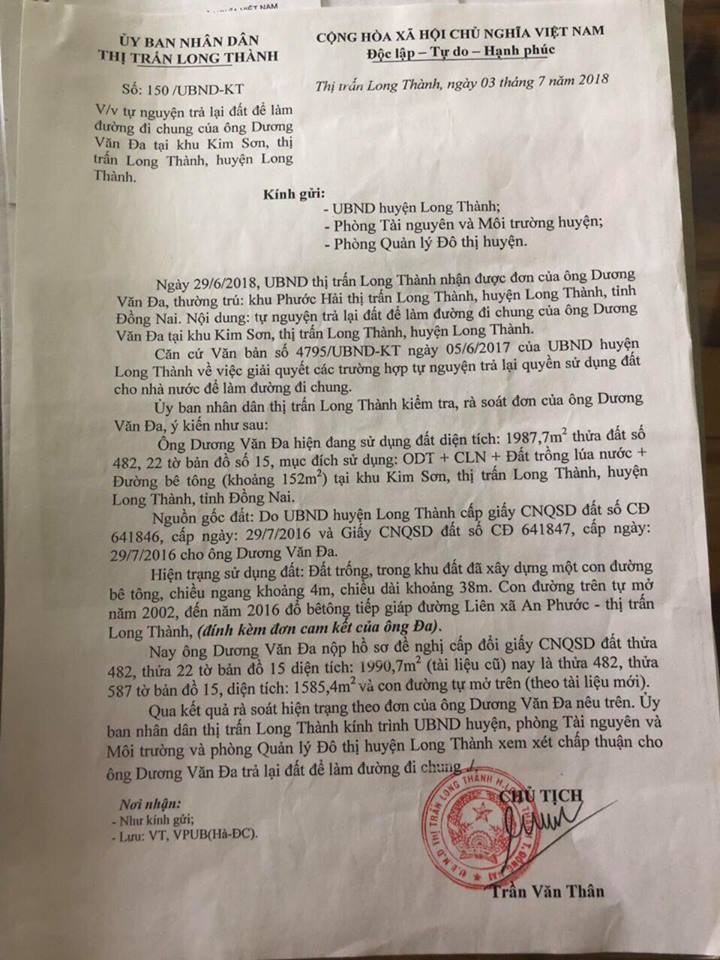 VIỆT NAM
ỦY BAN NHÂN DÂN
THỊ TRẤN LONG THÀNH
CỘNG HÒA XÃ HỘI CHỦ NGHĨA VIỆT NAM
Độc lập – Tự do – Hạnh phúc
Số: 150 /UBND-KT
Thị trấn Long Thành, ngày 03 tháng 7 năm 2018
V/v tự nguyện trả lại đất để làm
đường đi chung của ông Dương
Văn Đa tại khu Kim Sơn, thị
trấn Long Thành, huyện Long
Thành.
Kính gửi:
- UBND huyện Long Thành;
- Phòng Tài nguyên và Môi trường huyện;
- Phòng Quản lý Đô thị huyện.
Ngày 29/6/2018, UBND thị trấn Long Thành nhận được đơn của ông Dương
Văn Đa, thường trú: khu Phước Hải thị trấn Long Thành, huyện Long Thành, tỉnh
Đồng Nai. Nội dung: tự nguyện trả lại đất để làm đường đi chung của ông Dương
Văn Đa tại khu Kim Sơn, thị trấn Long Thành, huyện Long Thành.
Căn cứ Văn bản số 4795/UBND-KT ngày 05/6/2017 của UBND huyện
Long Thành về việc giải quyết các trường hợp tự nguyện trả lại quyền sử dụng đất
cho nhà nước để làm đường đi chung.
Ủy ban nhân dân thị trấn Long Thành kiểm tra, rà soát đơn của ông Dương
Văn Đa, ý kiến như sau:
Ông Dương Văn Đa hiện đang sử dụng đất diện tích: 1987,7m² thửa đất số
482, 22 tờ bản đồ số 15, mục đích sử dụng: ODT + CLN + Đất trồng lúa nước +
Đường bê tông (khoảng 152m²) tại khu Kim Sơn, thị trấn Long Thành, huyện
Long Thành, tỉnh Đồng Nai.
Nguồn gốc đất: Do UBND huyện Long Thành cấp giấy CNQSD đất số CĐ
641846, cấp ngày: 29/7/2016 và Giấy CNQSD đất số CĐ 641847, cấp ngày:
29/7/2016 cho ông Dương Văn Đa.
Hiện trạng sử dụng đất: Đất trống, trong khu đất đã xây dựng một con đường
bê tông, chiều ngang khoảng 4m, chiều dài khoảng 38m. Con đường trên tự mở
năm 2002, đến năm 2016 đổ bêtông tiếp giáp đường Liên xã An Phước - thị trấn
Long Thành, (đính kèm đơn cam kết của ông Đa).
Nay ông Dương Văn Đa nộp hồ sơ đề nghị cấp đổi giấy CNQSD đất thửa
482, thửa 22 tờ bản đồ 15 diện tích: 1990,7m² (tài liệu cũ) nay là thửa 482, thửa
587 tờ bản đồ 15, diện tích: 1585,4m² và con đường tự mở trên (theo tài liệu mới).
Qua kết quả rà soát hiện trạng theo đơn của ông Dương Văn Đa nêu trên. Ủy
ban nhân dân thị trấn Long Thành kính trình UBND huyện, phòng Tài nguyên và
Môi trường và phòng Quản lý Đô thị huyện Long Thành xem xét chấp thuận cho
ông Dương Văn Đa trả lại đất để làm đường đi chung ./.
Nơi nhận:
- Như kính gửi;
- Lưu: VT, VPUB(Hà-ĐC).
CHỦ TỊCH
U.B.N.D THỊ TRẤN LONG THÀNH H.LONG T. ĐỒNG NAI
Trần Văn Thân